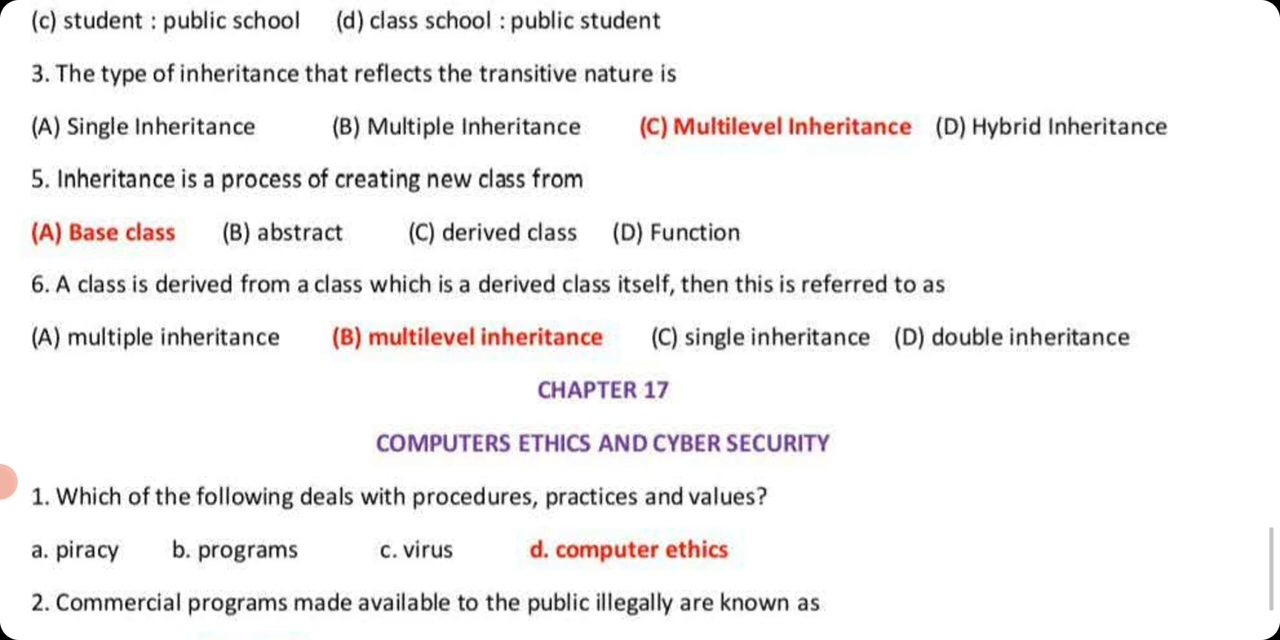 (c) student : public school (d) class school : public student
3. The type of inheritance that reflects the transitive nature is
(A) Single Inheritance (B) Multiple Inheritance (C) Multilevel Inheritance (D) Hybrid Inheritance
5. Inheritance is a process of creating new class from
(A) Base class (B) abstract (C) derived class (D) Function
6. A class is derived from a class which is a derived class itself, then this is referred to as
(A) multiple inheritance (B) multilevel inheritance (C) single inheritance (D) double inheritance
CHAPTER 17
COMPUTERS ETHICS AND CYBER SECURITY
1. Which of the following deals with procedures, practices and values?
a. piracy b. programs c. virus d. computer ethics
2. Commercial programs made available to the public illegally are known as